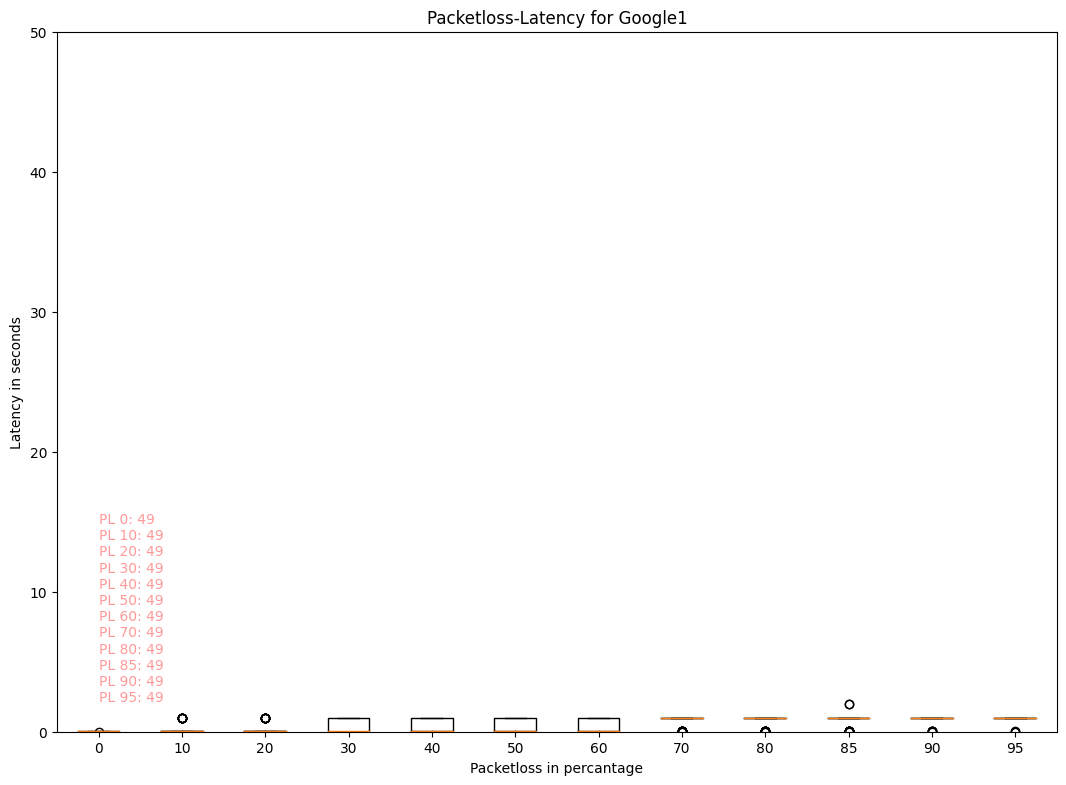 Packetloss-Latency for Google1
50
40
30
20
10
0
Latency in seconds
PL 0: 49
PL 10: 49
PL 20: 49
PL 30: 49
PL 40: 49
PL 50: 49
PL 60: 49
PL 70: 49
PL 80: 49
PL 85: 49
PL 90: 49
PL 95: 49
0 10 20 30 40 50 60 70 80 85 90 95
Packetloss in percantage